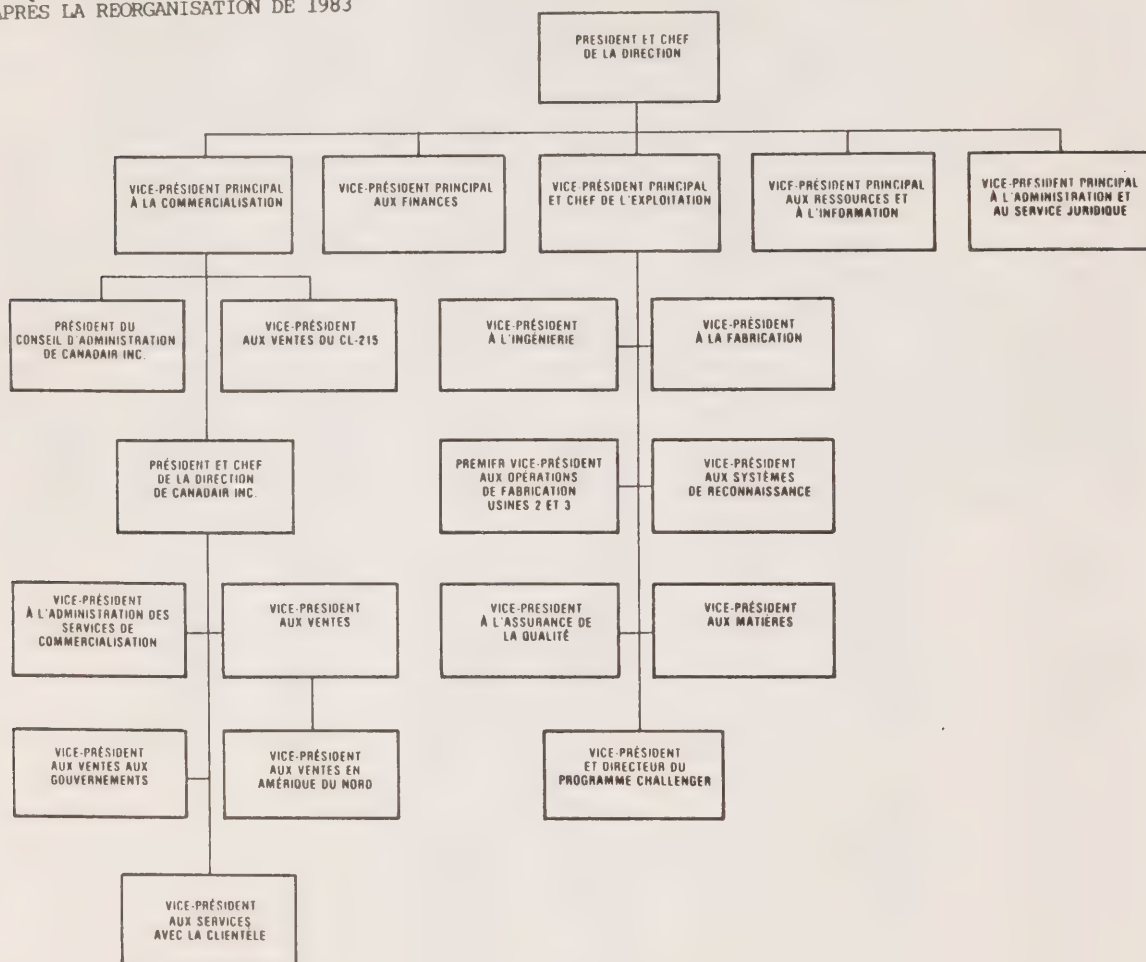 APRÈS LA REORGANISATION DE 1983
PRESIDENT ET CHEF
DE LA DIRECTION
VICE-PRÉSIDENT PRINCIPAL
À LA COMMERCIALISATION
VICE-PRÉSIDENT PRINCIPAL
AUX FINANCES
VICE-PRÉSIDENT PRINCIPAL
ET CHEF DE L'EXPLOITATION
VICE-PRÉSIDENT PRINCIPAL
AUX RESSOURCES ET
À L'INFORMATION
VICE-PRESIDENT PRINCIPAL
À L'ADMINISTRATION ET
AU SERVICE JURIDIQUE
PRÉSIDENT DU
CONSEIL D'ADMINISTRATION
DE CANADAIR INC.
VICE-PRÉSIDENT
AUX VENTES DU CL-215
VICE-PRÉSIDENT
À L'INGÉNIERIE
VICE-PRÉSIDENT
À LA FABRICATION
PRÉSIDENT ET CHEF
DE LA DIRECTION
DE CANADAIR INC.
PREMIER VICE-PRÉSIDENT
AUX OPÉRATIONS
DE FABRICATION
USINES 2 ET 3
VICE-PRÉSIDENT
AUX SYSTÈMES
DE RECONNAISSANCE
VICE-PRÉSIDENT
À L'ADMINISTRATION DES
SERVICES DE
COMMERCIALISATION
VICE-PRESIDENT
AUX VENTES
VICE-PRESIDENT
À L'ASSURANCE DE
LA QUALITÉ
VICE-PRÉSIDENT
AUX MATIÈRES
VICE-PRÉSIDENT
AUX VENTES AUX
GOUVERNEMENTS
VICE-PRÉSIDENT
AUX VENTES EN
AMÉRIQUE DU NORD
VICE-PRÉSIDENT
ET DIRECTEUR DU
PROGRAMME CHALLENGER
VICE-PRÉSIDENT
AUX SERVICES
AVEC LA CLIENTÈLE